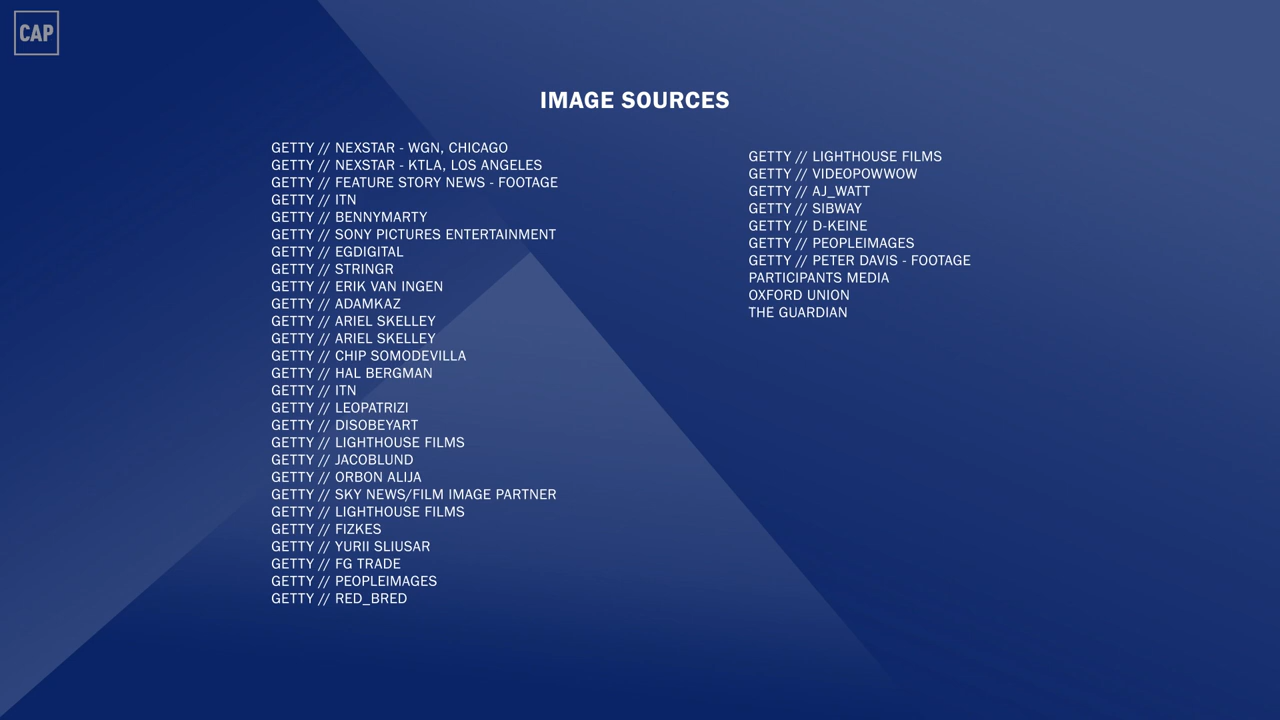 CAP
IMAGE SOURCES
GETTY // NEXSTAR - WGN, CHICAGO
GETTY // NEXSTAR - KTLA, LOS ANGELES
GETTY // FEATURE STORY NEWS - FOOTAGE
GETTY // ITN
GETTY // BENNYMARTY
GETTY // SONY PICTURES ENTERTAINMENT
GETTY // EGDIGITAL
GETTY // STRINGR
GETTY // ERIK VAN INGEN
GETTY // ADAMKAZ
GETTY // ARIEL SKELLEY
GETTY // ARIEL SKELLEY
GETTY // CHIP SOMODEVILLA
GETTY // HAL BERGMAN
GETTY // ITN
GETTY // LEOPATRIZI
GETTY // DISOBEYART
GETTY // LIGHTHOUSE FILMS
GETTY // JACOBLUND
GETTY // ORBON ALIJA
GETTY // SKY NEWS/FILM IMAGE PARTNER
GETTY // LIGHTHOUSE FILMS
GETTY // FIZKES
GETTY // YURII SLIUSAR
GETTY // FG TRADE
GETTY // PEOPLEIMAGES
GETTY // RED_BRED
GETTY // LIGHTHOUSE FILMS
GETTY // VIDEOPOWWOW
GETTY // AJ_WATT
GETTY // SIBWAY
GETTY // D-KEINE
GETTY // PEOPLEIMAGES
GETTY // PETER DAVIS - FOOTAGE
PARTICIPANTS MEDIA
OXFORD UNION
THE GUARDIAN